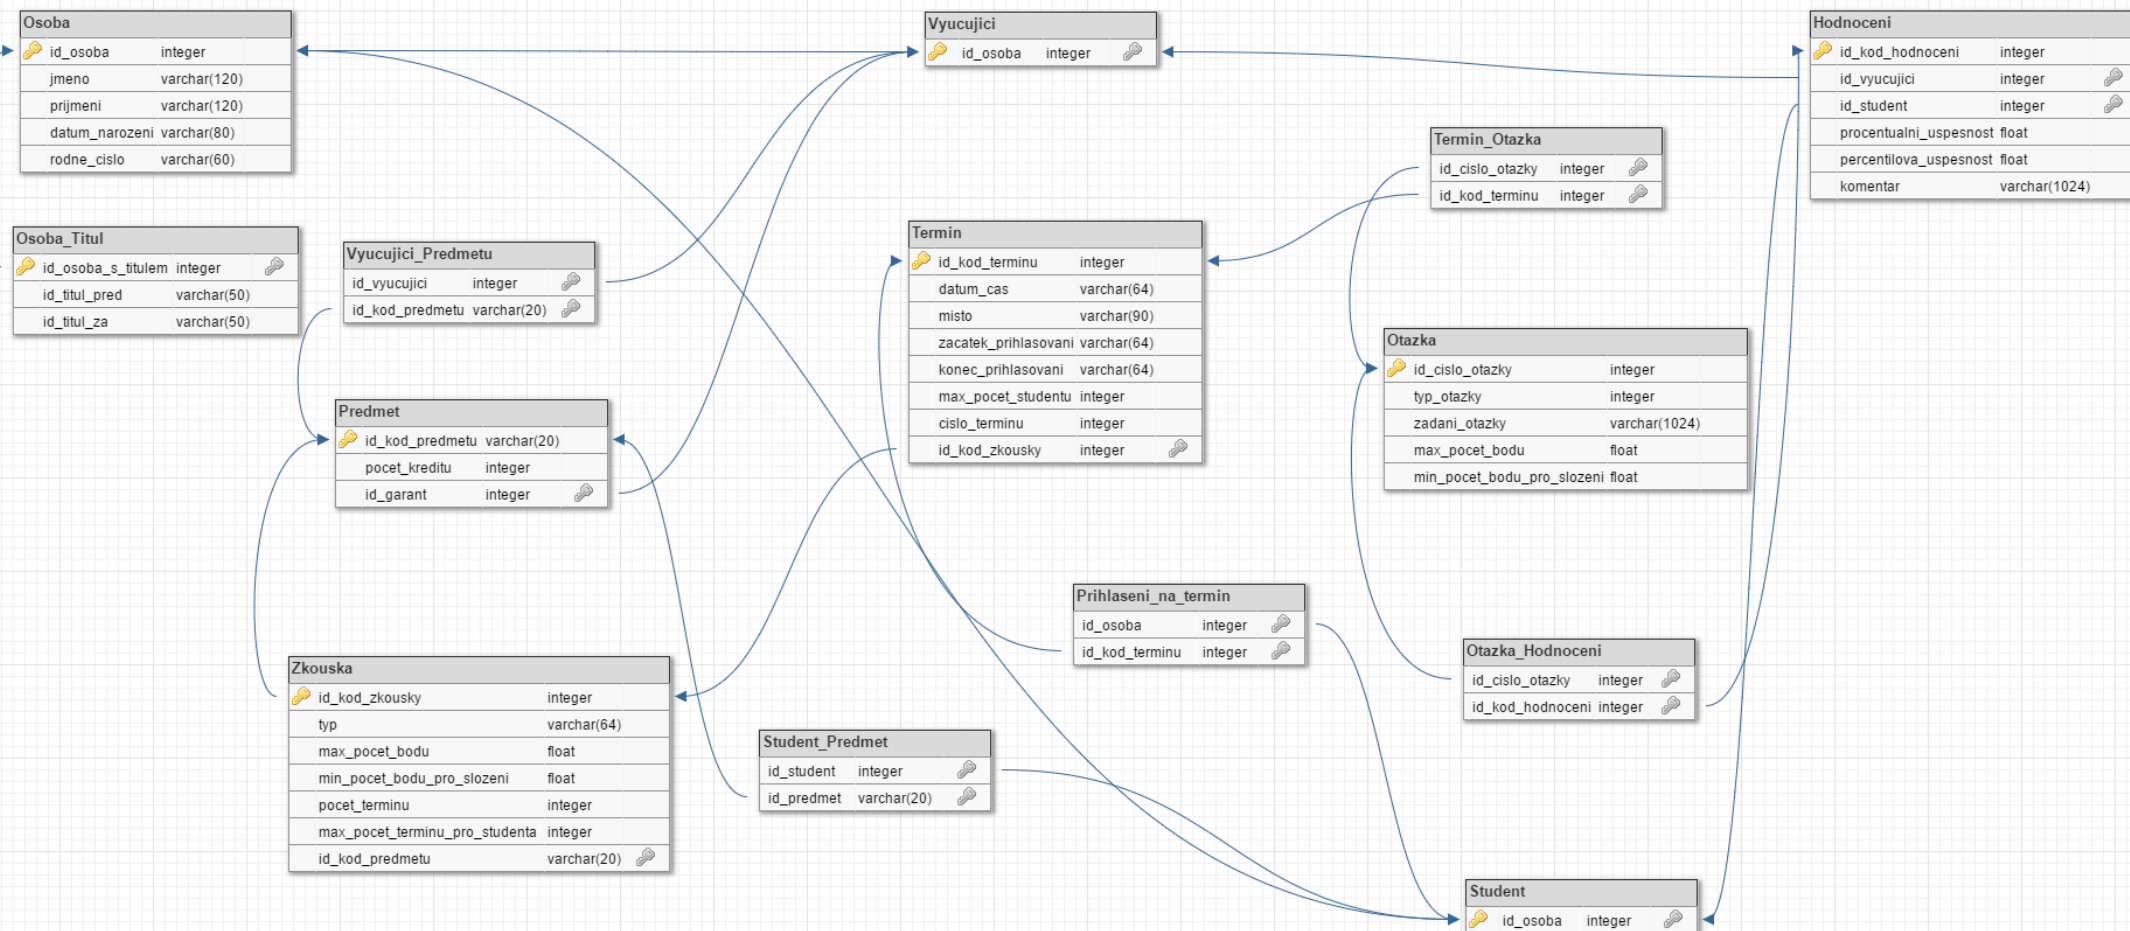 Osoba
id_osoba integer
jmeno varchar(120)
prijmeni varchar(120)
datum_narozeni varchar(80)
rodne_cislo varchar(60)
Vyucujici
id_osoba integer
Hodnoceni
id_kod_hodnoceni integer
id_vyucujici integer
id_student integer
procentualni_uspesnost float
percentilova_uspesnost float
komentar varchar(1024)
Termin_Otazka
id_cislo_otazky integer
id_kod_terminu integer
Osoba_Titul
id_osoba_s_titulem integer
id_titul_pred varchar(50)
id_titul_za varchar(50)
Vyucujici_Predmetu
id_vyucujici integer
id_kod_predmetu varchar(20)
Termin
id_kod_terminu integer
datum_cas varchar(64)
misto varchar(90)
zacatek_prihlasovani varchar(64)
konec_prihlasovani varchar(64)
max_pocet_studentu integer
cislo_terminu integer
id_kod_zkousky integer
Otazka
id_cislo_otazky integer
typ_otazky integer
zadani_otazky varchar(1024)
max_pocet_bodu float
min_pocet_bodu_pro_slozeni float
Predmet
id_kod_predmetu varchar(20)
pocet_kreditu integer
id_garant integer
Prihlaseni_na_termin
id_osoba integer
id_kod_terminu integer
Otazka_Hodnoceni
id_cislo_otazky integer
id_kod_hodnoceni integer
Zkouska
id_kod_zkousky integer
typ varchar(64)
max_pocet_bodu float
min_pocet_bodu_pro_slozeni float
pocet_terminu integer
max_pocet_terminu_pro_studenta integer
id_kod_predmetu varchar(20)
Student_Predmet
id_student integer
id_predmet varchar(20)
Student
id_osoba integer